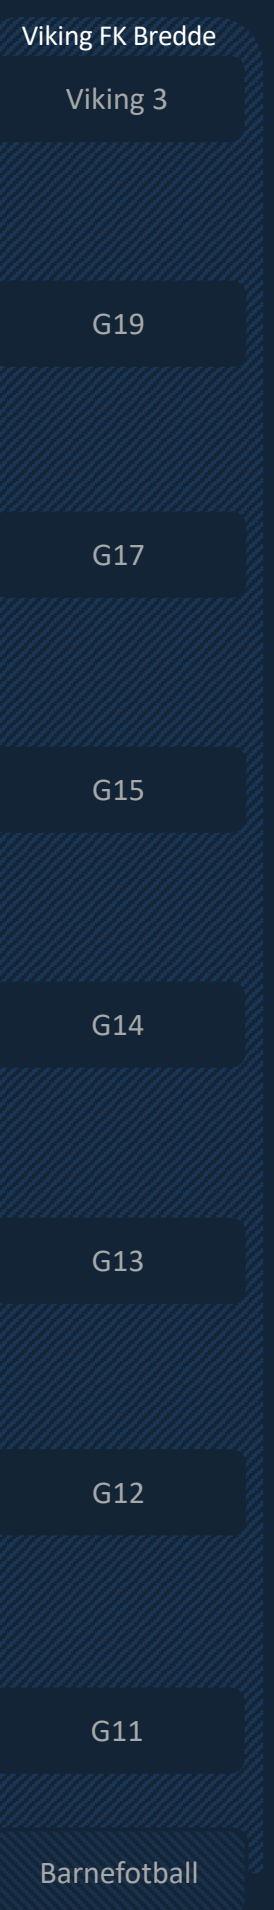 Viking FK Bredde
Viking 3
G19
G17
G15
G14
G13
G12
G11
Barnefotball